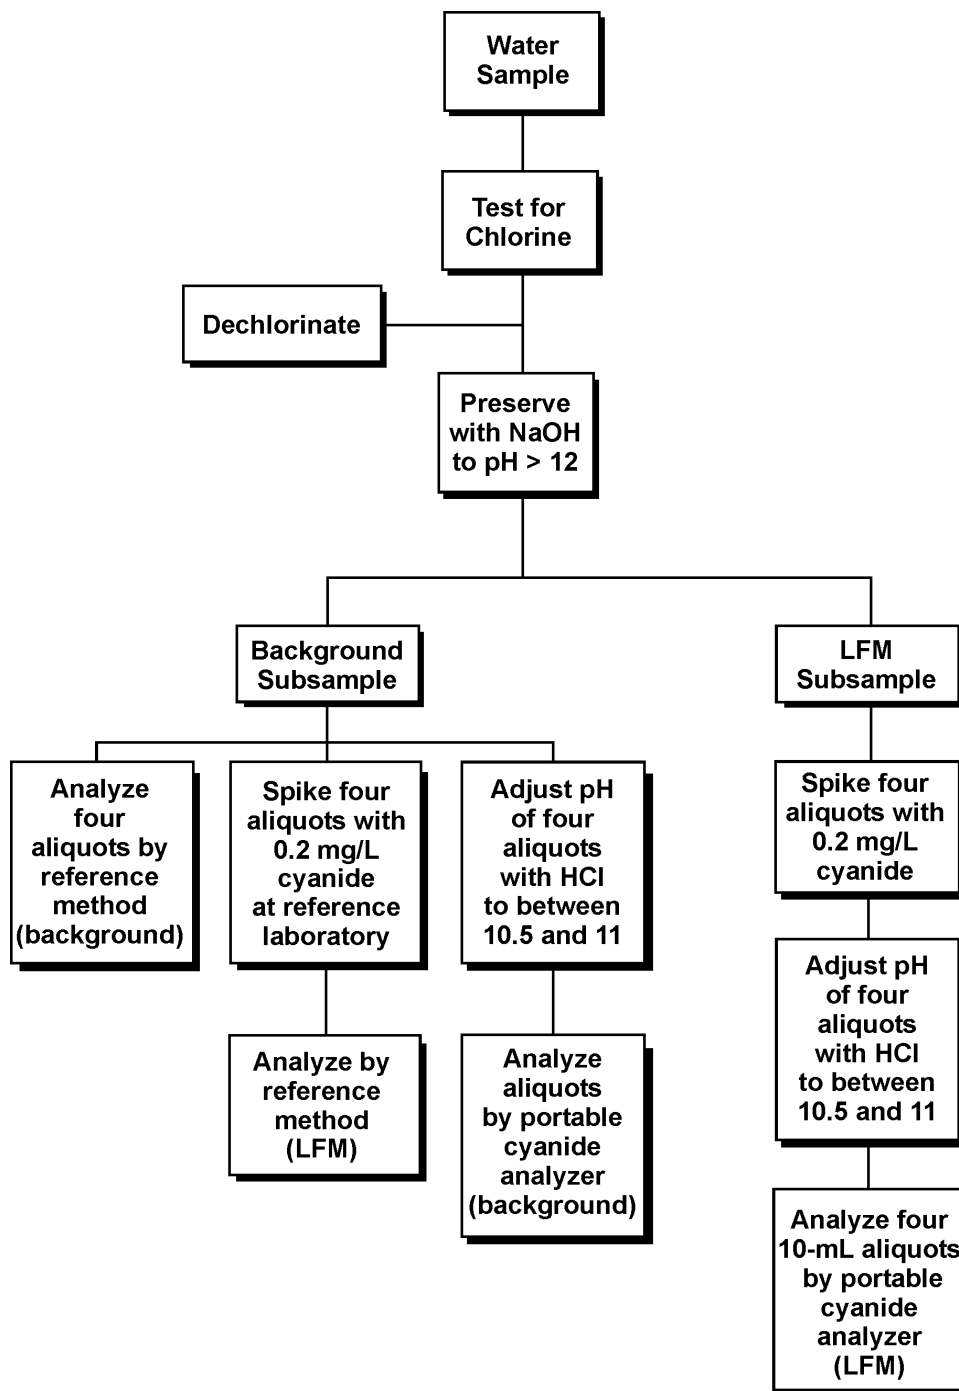 Water
Sample
Test for
Chlorine
Dechlorinate
Preserve
with NaOH
to pH > 12
Background
Subsample
LFM
Subsample
Analyze
four
aliquots by
reference
method
(background)
Spike four
aliquots with
0.2 mg/L
cyanide
at reference
laboratory
Adjust pH
of four
aliquots
with HCl
to between
10.5 and 11
Spike four
aliquots with
0.2 mg/L
cyanide
Analyze by
reference
method
(LFM)
Analyze
aliquots
by portable
cyanide
analyzer
(background)
Adjust pH
of four
aliquots
with HCl
to between
10.5 and 11
Analyze four
10-mL aliquots
by portable
cyanide
analyzer
(LFM)